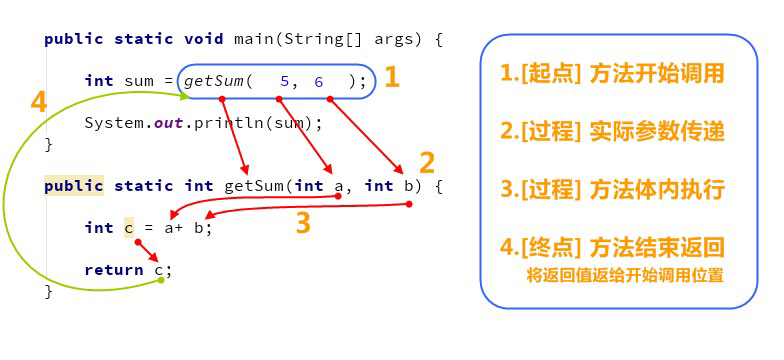 public static void main(String[] args) {
int sum = getSum( 5, 6 ); 1
4
System.out.println(sum);
}
2
public static int getSum(int a, int b) {
3
int c = a+ b;
return c;
}
1.[起点] 方法开始调用
2.[过程] 实际参数传递
3.[过程] 方法体内执行
4.[终点] 方法结束返回
将返回值返给开始调用位置